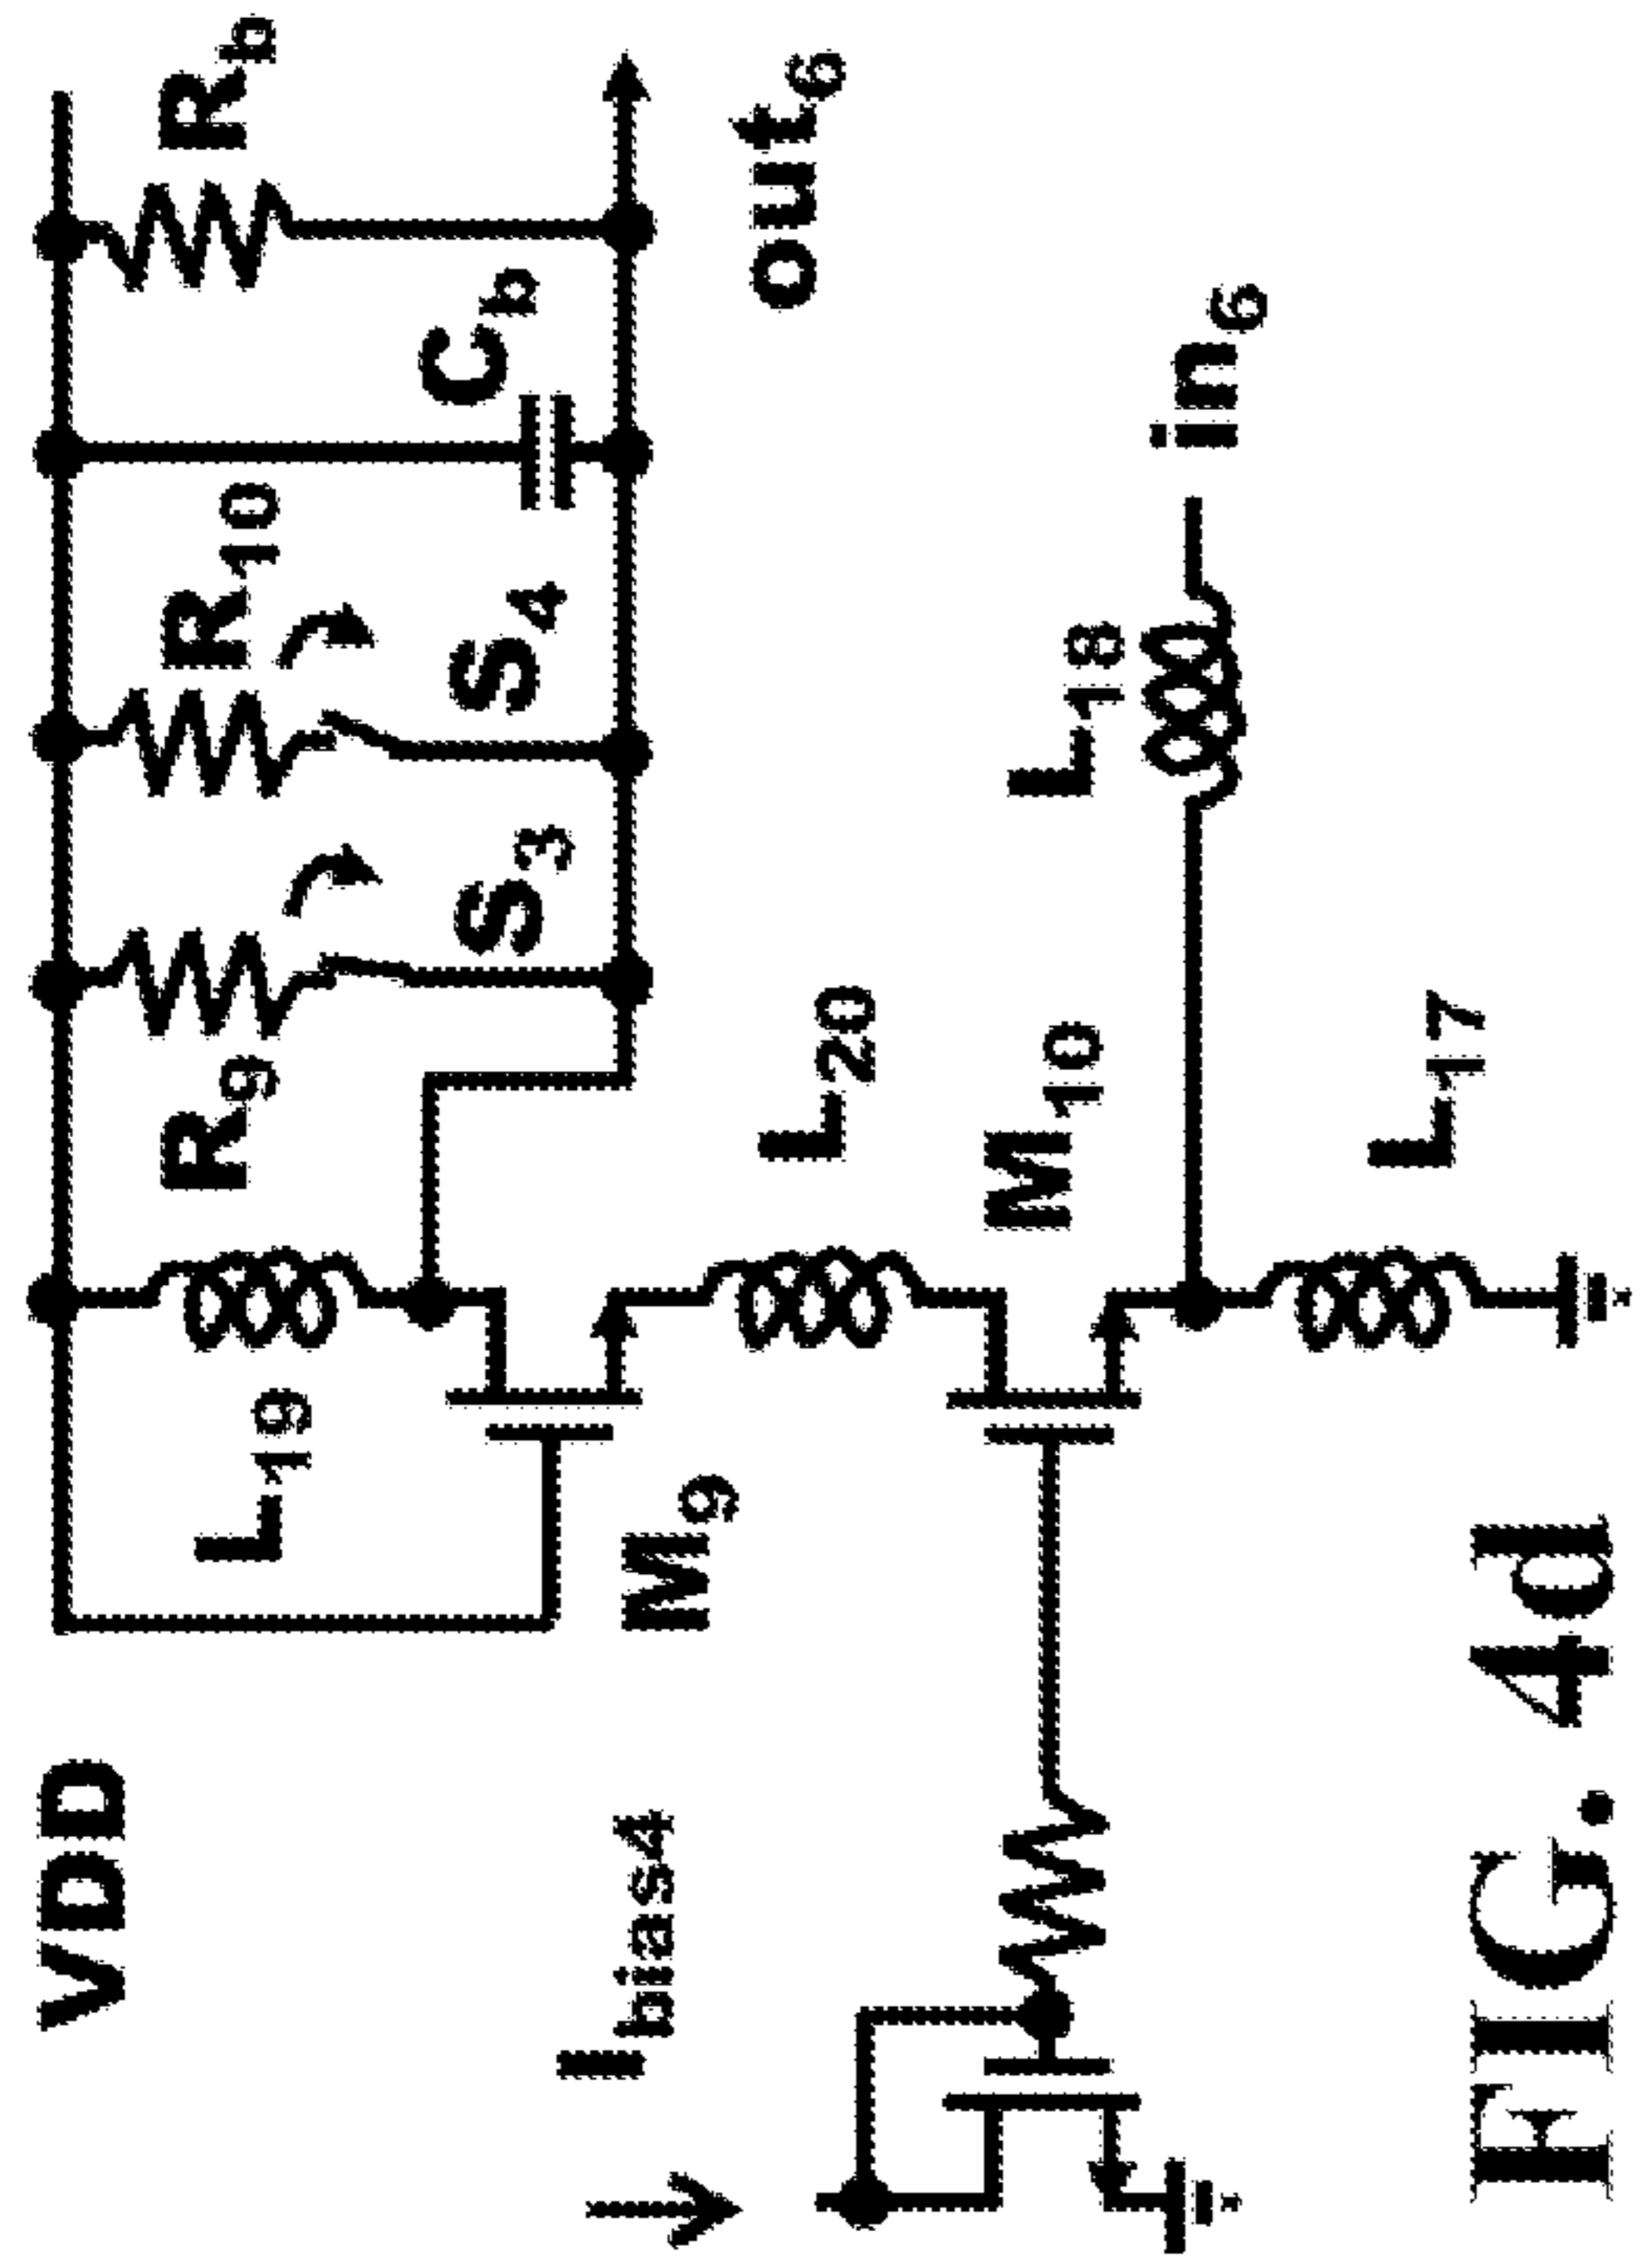 VDD
L19
R9
R10
Rb
S3
S4
Cb
Ibias4
M9
L20
out6
M10
L18
in6
L17
FIG. 4d